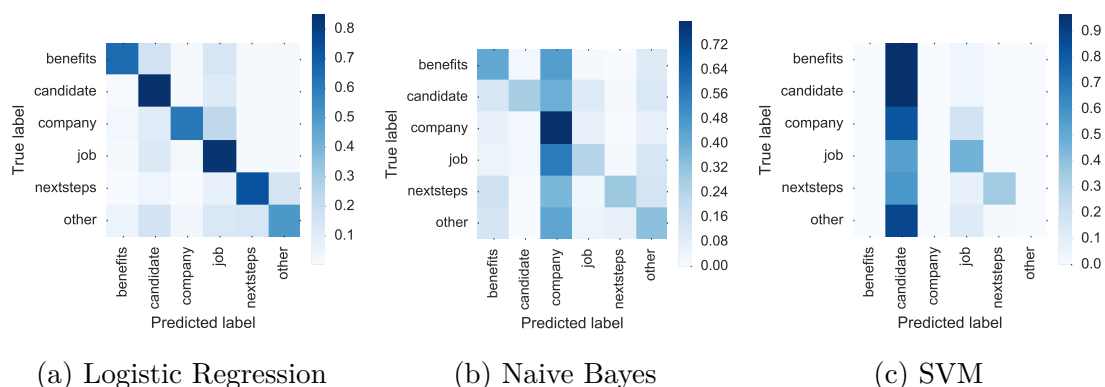 True label
benefits
candidate
company
job
nextsteps
other
benefits
candidate
company
job
nextsteps
other
Predicted label
0.8
0.7
0.6
0.5
0.4
0.3
0.2
0.1
(a) Logistic Regression
True label
benefits
candidate
company
job
nextsteps
other
benefits
candidate
company
job
nextsteps
other
Predicted label
0.72
0.64
0.56
0.48
0.40
0.32
0.24
0.16
0.08
0.00
(b) Naive Bayes
True label
benefits
candidate
company
job
nextsteps
other
benefits
candidate
company
job
nextsteps
other
Predicted label
0.9
0.8
0.7
0.6
0.5
0.4
0.3
0.2
0.1
0.0
(c) SVM